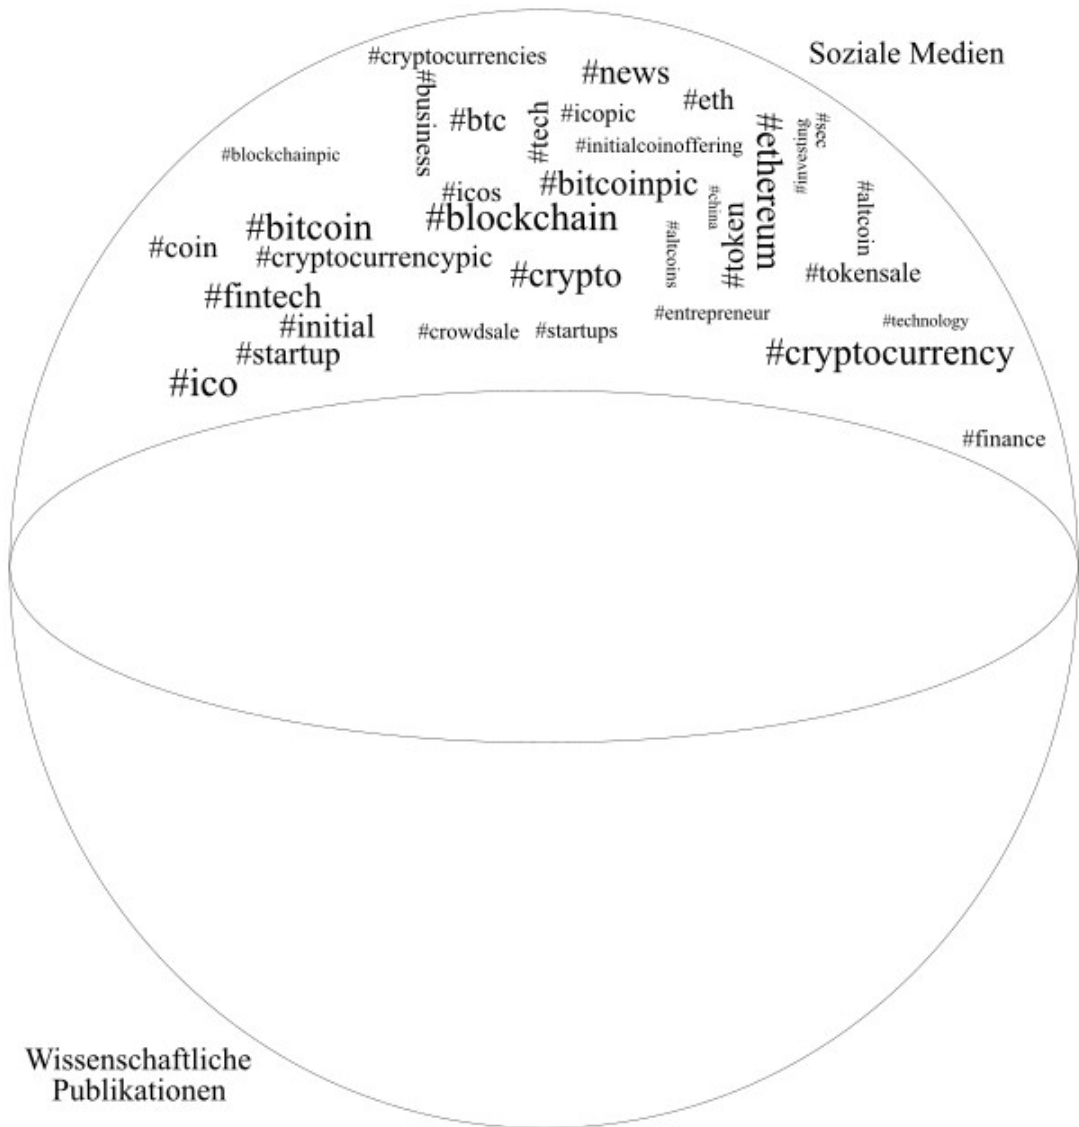 Soziale Medien
#cryptocurrencies
#news
#business
#eth
#btc
#tech
#icopic
#ethereum
#sec
#investing
#initialcoinoffering
#blockchainpic
#icos
#bitcoinpic
#china
#altcoin
#token
#blockchain
#bitcoin
#coin
#altcoins
#cryptocurrencypic
#crypto
#tokensale
#fintech
#initial
#crowdsale
#startups
#entrepreneur
#technology
#startup
#cryptocurrency
#ico
#finance
Wissenschaftliche
Publikationen